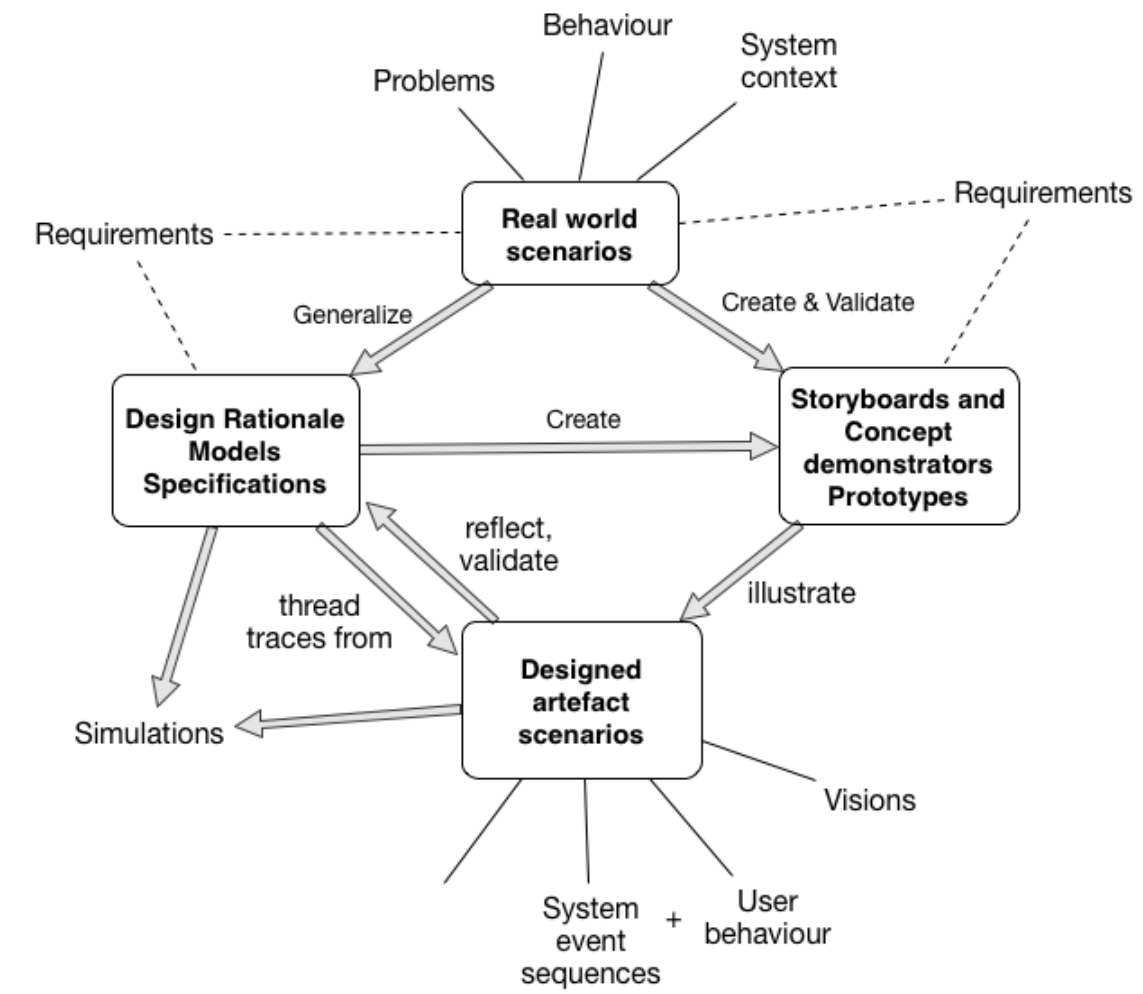 Behaviour
System
context
Problems
Requirements
Real world
scenarios
Requirements
Generalize
Create & Validate
Design Rationale
Models
Specifications
Create
Storyboards and
Concept
demonstrators
Prototypes
reflect,
validate
thread
traces from
illustrate
Designed
artefact
scenarios
Simulations
Visions
System
event
sequences
+
User
behaviour